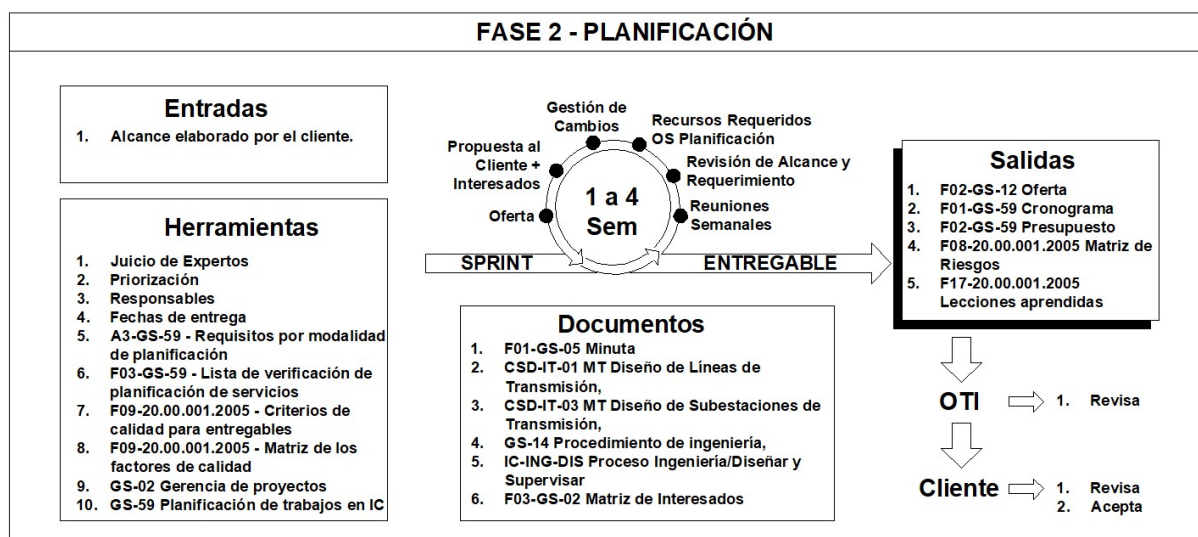 FASE 2 - PLANIFICACIÓN
Entradas
1. Alcance elaborado por el cliente.
Herramientas
1. Juicio de Expertos
2. Priorización
3. Responsables
4. Fechas de entrega
5. A3-GS-59 - Requisitos por modalidad
de planificación
6. F03-GS-59 - Lista de verificación de
planificación de servicios
7. F09-20.00.001.2005 - Criterios de
calidad para entregables
8. F09-20.00.001.2005 - Matriz de los
factores de calidad
9. GS-02 Gerencia de proyectos
10. GS-59 Planificación de trabajos en IC
Gestión de
Cambios
Propuesta al
Cliente +
Interesados
Oferta
Recursos Requeridos
OS Planificación
Revisión de Alcance y
Requerimiento
Reuniones
Semanales
1 a 4
Sem
SPRINT
ENTREGABLE
Documentos
1. F01-GS-05 Minuta
2. CSD-IT-01 MT Diseño de Líneas de
Transmisión,
3. CSD-IT-03 MT Diseño de Subestaciones de
Transmisión,
4. GS-14 Procedimiento de ingeniería,
5. IC-ING-DIS Proceso Ingeniería/Diseñar y
Supervisar
6. F03-GS-02 Matriz de Interesados
Salidas
1. F02-GS-12 Oferta
2. F01-GS-59 Cronograma
3. F02-GS-59 Presupuesto
4. F08-20.00.001.2005 Matriz de
Riesgos
5. F17-20.00.001.2005
Lecciones aprendidas
OTI
1. Revisa
Cliente
1. Revisa
2. Acepta